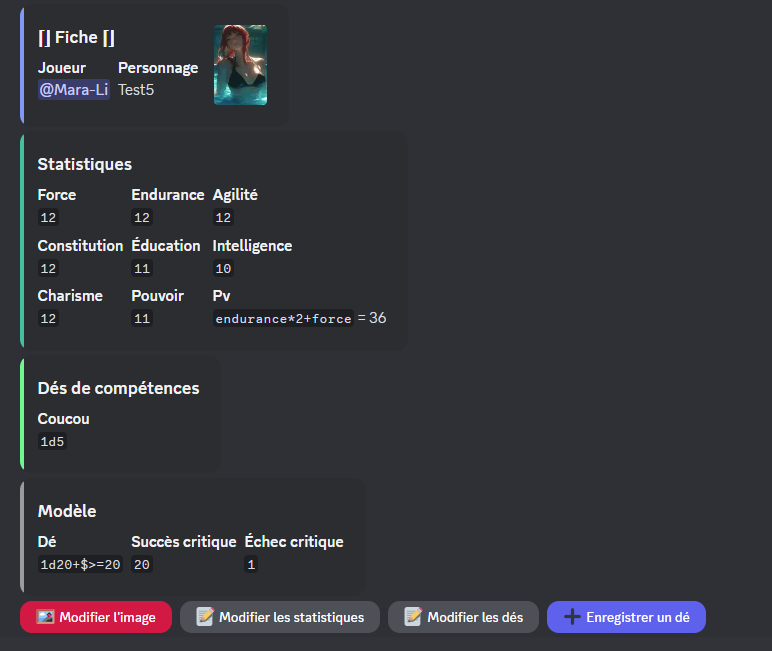 [] Fiche []
Joueur Personnage
@Mara-Li Test5
Statistiques
Force Endurance Agilité
12 12 12
Constitution Éducation Intelligence
12 11 10
Charisme Pouvoir Pv
12 11 endurance*2+force = 36
Dés de compétences
Coucou
1d5
Modèle
Dé Succès critique Échec critique
1d20+$>=20 20 1
Modifier l'image Modifier les statistiques Modifier les dés Enregistrer un dé